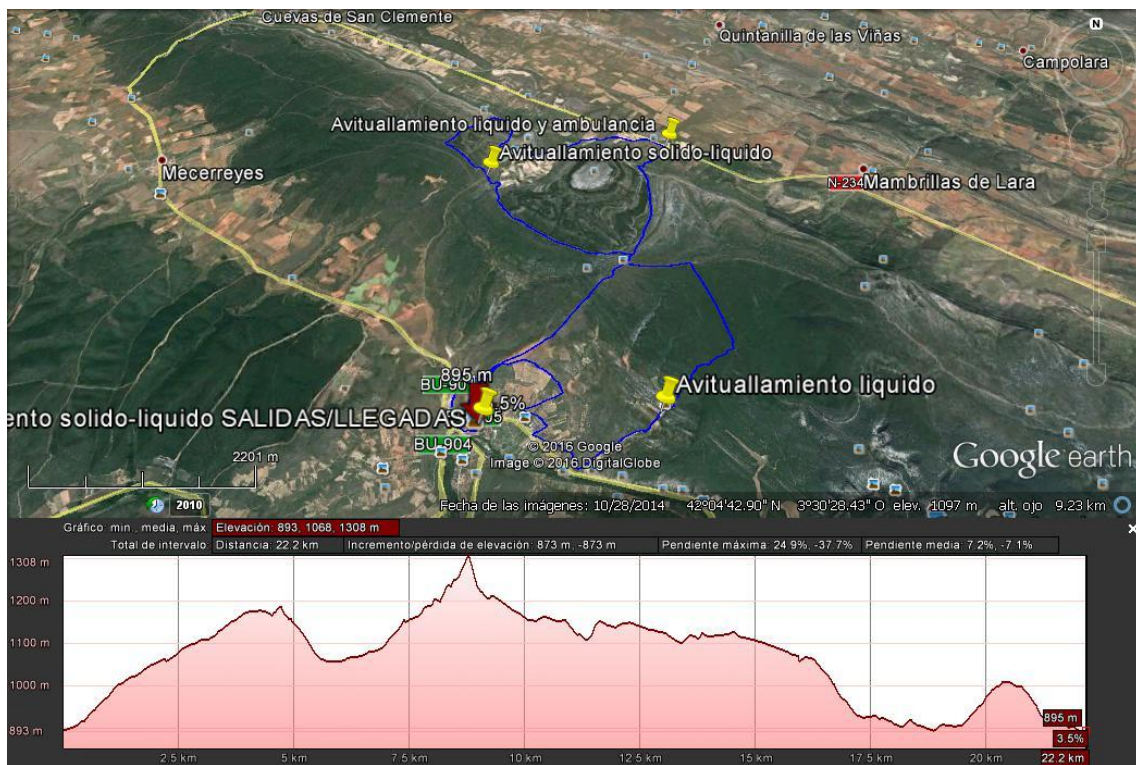 Cuevas de San Clemente
Quintanilla de las Viñas
N
Campolara
Avituallamiento liquido y ambulancia
Avituallamiento solido-liquido
Mecerreyes
N-234
Mambrillas de Lara
895 m
BU-90
.5%
Avituallamiento liquido
ento solido-liquido SALIDAS/LLEGADAS
05
BU-904
© 2016 Google
Image © 2016 DigitalGlobe
Google earth
2201 m
2010
Fecha de las imágenes: 10/28/2014 42°04'42.90" N 3°30'28.43" O elev. 1097 m alt. ojo 9.23 km
Gráfico: min., media, máx Elevación: 893, 1068, 1308 m
Total de intervalo: Distancia: 22.2 km Incremento/pérdida de elevación: 873 m, -873 m Pendiente máxima: 24.9%, -37.7% Pendiente media: 7.2%, -7.1%
1308 m
1200 m
1100 m
1000 m
893 m
895 m
3.5%
2.5 km 5 km 7.5 km 10 km 12.5 km 15 km 17.5 km 20 km 22.2 km